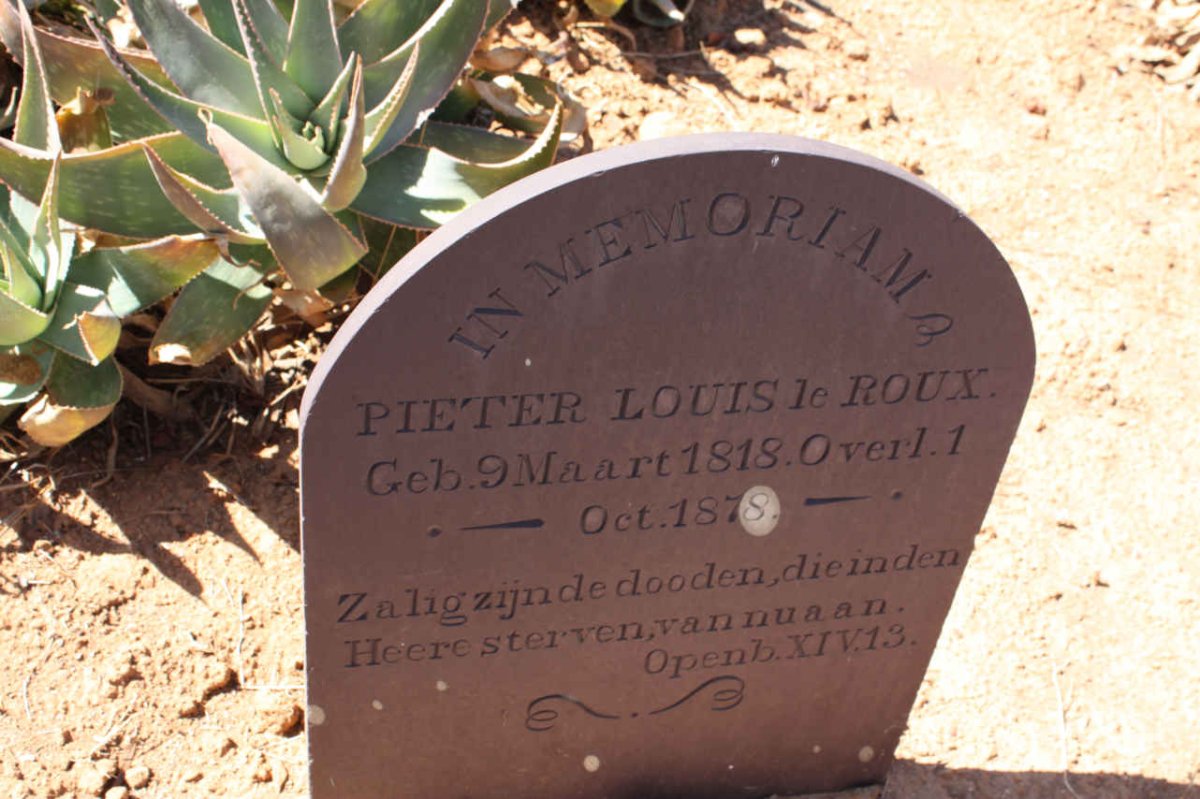 IN MEMORIAM
PIETER LOUIS le ROUX.
Geb. 9 Maart 1818. Overl. 1
Oct. 1878.
Zalig zijn de dooden, die in den
Heere sterven, van nu aan.
Openb. XIV. 13.